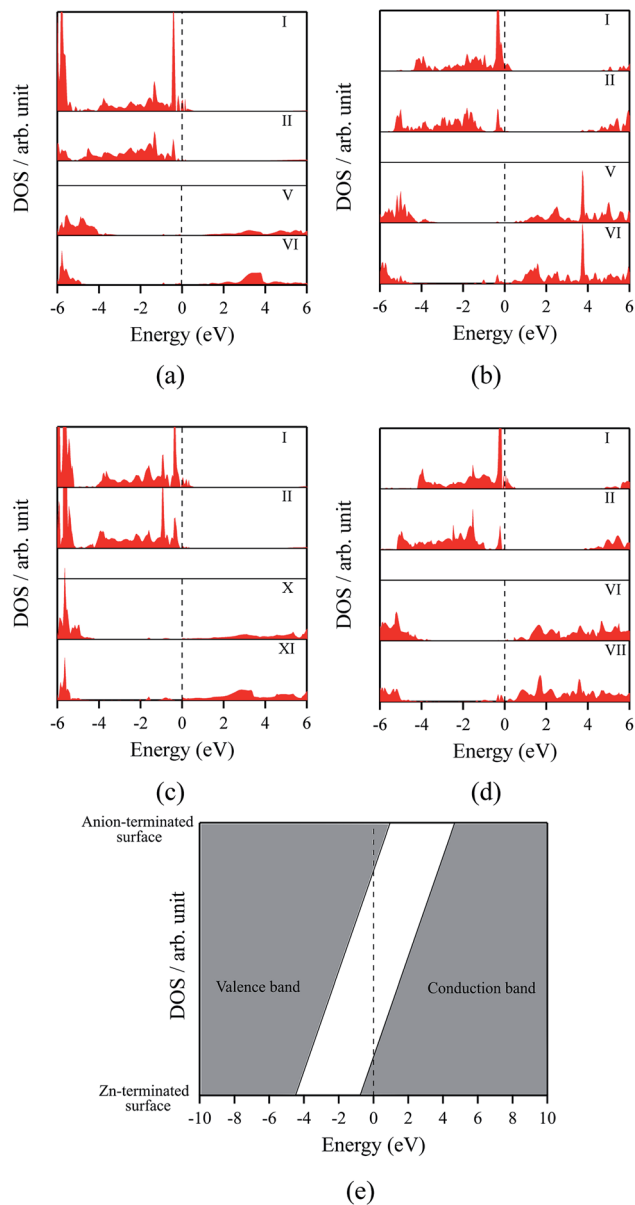 I
II
V
VI
DOS / arb. unit
-6 -4 -2 0 2 4 6
Energy (eV)
(a)
I
II
V
VI
DOS / arb. unit
-6 -4 -2 0 2 4 6
Energy (eV)
(b)
I
II
X
XI
DOS / arb. unit
-6 -4 -2 0 2 4 6
Energy (eV)
(c)
I
II
VI
VII
DOS / arb. unit
-6 -4 -2 0 2 4 6
Energy (eV)
(d)
Anion-terminated
surface
DOS / arb. unit
Valence band
Conduction band
Zn-terminated
surface
-10 -8 -6 -4 -2 0 2 4 6 8 10
Energy (eV)
(e)